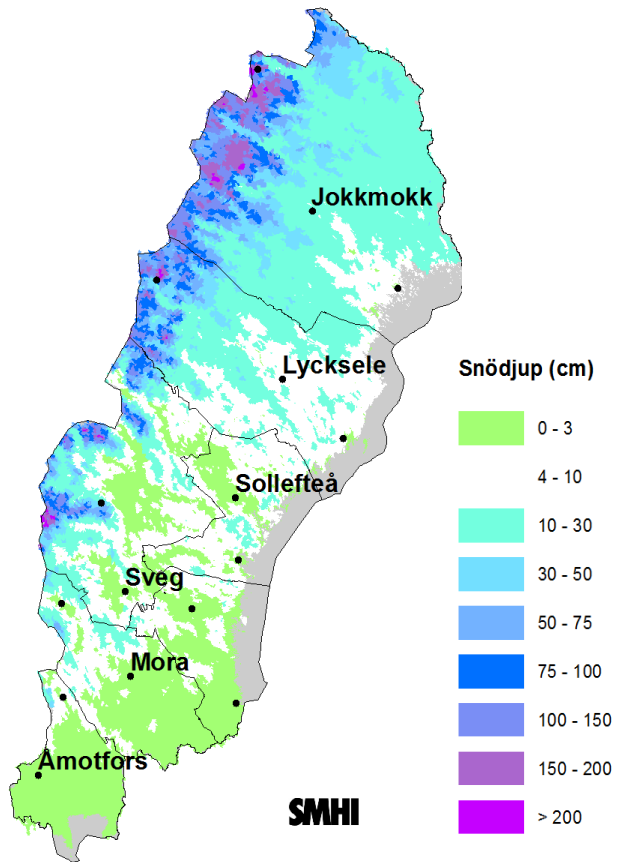 Jokkmokk
Lycksele
Sollefteå
Sveg
Mora
Åmotfors
SMHI
Snödjup (cm)
0 - 3
4 - 10
10 - 30
30 - 50
50 - 75
75 - 100
100 - 150
150 - 200
> 200